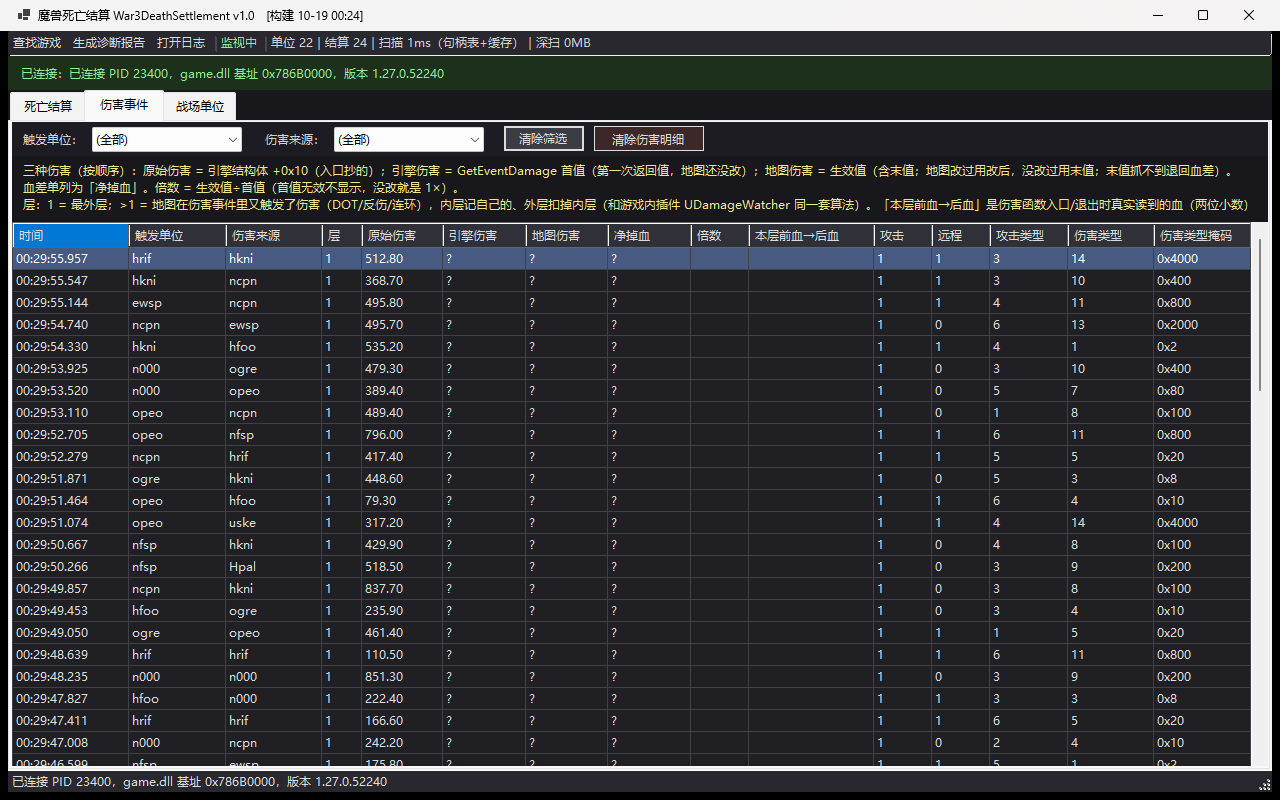 魔兽死亡结算 War3DeathSettlement v1.0   [构建 10-19 00:24]
查找游戏 生成诊断报告 打开日志 | 监视中 | 单位 22 | 结算 24 | 扫描 1ms（句柄表+缓存） | 深扫 0MB
已连接：已连接 PID 23400，game.dll 基址 0x786B0000，版本 1.27.0.52240
死亡结算 伤害事件 战场单位
触发单位： (全部) 伤害来源： (全部) 清除筛选 清除伤害明细
三种伤害（按顺序）：原始伤害 = 引擎结构体 +0x10（入口抄的）；引擎伤害 = GetEventDamage 首值（第一次返回值，地图还没改）；地图伤害 = 生效值（含末值；地图改过用改后，没改过用末值；末值抓不到退回血差）。
血差单列为「净掉血」。倍数 = 生效值÷首值（首值无效不显示，没改就是 1×）。
层：1 = 最外层；>1 = 地图在伤害事件里又触发了伤害（DOT/反伤/连环），内层记自己的、外层扣掉内层（和游戏内插件 UDamageWatcher 同一套算法）。「本层前血→后血」是伤害函数入口/退出时真实读到的血（两位小数）
时间 触发单位 伤害来源 层 原始伤害 引擎伤害 地图伤害 净掉血 倍数 本层前血→后血 攻击 远程 攻击类型 伤害类型 伤害类型掩码
00:29:55.957 hrif hkni 1 512.80 ? ? ? 1 1 3 14 0x4000
00:29:55.547 hkni ncpn 1 368.70 ? ? ? 1 1 3 10 0x400
00:29:55.144 ewsp ncpn 1 495.80 ? ? ? 1 1 4 11 0x800
00:29:54.740 ncpn ewsp 1 495.70 ? ? ? 1 0 6 13 0x2000
00:29:54.330 hkni hfoo 1 535.20 ? ? ? 1 1 4 1 0x2
00:29:53.925 n000 ogre 1 479.30 ? ? ? 1 0 3 10 0x400
00:29:53.520 n000 opeo 1 389.40 ? ? ? 1 0 5 7 0x80
00:29:53.110 opeo ncpn 1 489.40 ? ? ? 1 0 1 8 0x100
00:29:52.705 opeo nfsp 1 796.00 ? ? ? 1 1 6 11 0x800
00:29:52.279 ncpn hrif 1 417.40 ? ? ? 1 1 5 5 0x20
00:29:51.871 ogre hkni 1 448.60 ? ? ? 1 0 5 3 0x8
00:29:51.464 opeo hfoo 1 79.30 ? ? ? 1 1 6 4 0x10
00:29:51.074 opeo uske 1 317.20 ? ? ? 1 1 4 14 0x4000
00:29:50.667 nfsp hkni 1 429.90 ? ? ? 1 0 4 8 0x100
00:29:50.266 nfsp Hpal 1 518.50 ? ? ? 1 0 3 9 0x200
00:29:49.857 ncpn hkni 1 837.70 ? ? ? 1 0 3 8 0x100
00:29:49.453 hfoo ogre 1 235.90 ? ? ? 1 0 3 4 0x10
00:29:49.050 ogre opeo 1 461.40 ? ? ? 1 1 1 5 0x20
00:29:48.639 hrif hrif 1 110.50 ? ? ? 1 1 6 11 0x800
00:29:48.235 n000 n000 1 851.30 ? ? ? 1 0 3 9 0x200
00:29:47.827 hfoo n000 1 222.40 ? ? ? 1 1 3 3 0x8
00:29:47.411 hrif hrif 1 166.60 ? ? ? 1 1 6 5 0x20
00:29:47.008 n000 ncpn 1 242.20 ? ? ? 1 0 2 4 0x10
00:29:46.599 nfsp ewsp 1 175.80 ? ? ? 1 1 5 1 0x2
已连接 PID 23400，game.dll 基址 0x786B0000，版本 1.27.0.52240